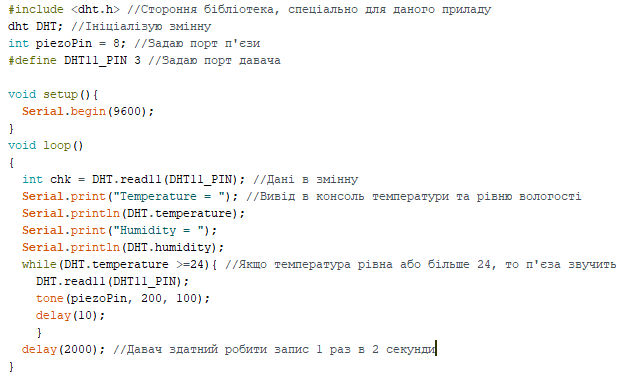 #include <dht.h> //Стороння бібліотека, спеціально для даного приладу
dht DHT; //Ініціалізую змінну
int piezoPin = 8; //Задаю порт п'єзи
#define DHT11_PIN 3 //Задаю порт давача

void setup(){
  Serial.begin(9600);
}
void loop()
{
  int chk = DHT.read11(DHT11_PIN); //Дані в змінну
  Serial.print("Temperature = "); //Вивід в консоль температури та рівню вологості
  Serial.println(DHT.temperature);
  Serial.print("Humidity = ");
  Serial.println(DHT.humidity);
  while(DHT.temperature >=24){ //Якщо температура рівна або більше 24, то п'єза звучить
    DHT.read11(DHT11_PIN);
    tone(piezoPin, 200, 100);
    delay(10);
    }
  delay(2000); //Давач здатний робити запис 1 раз в 2 секунди
}